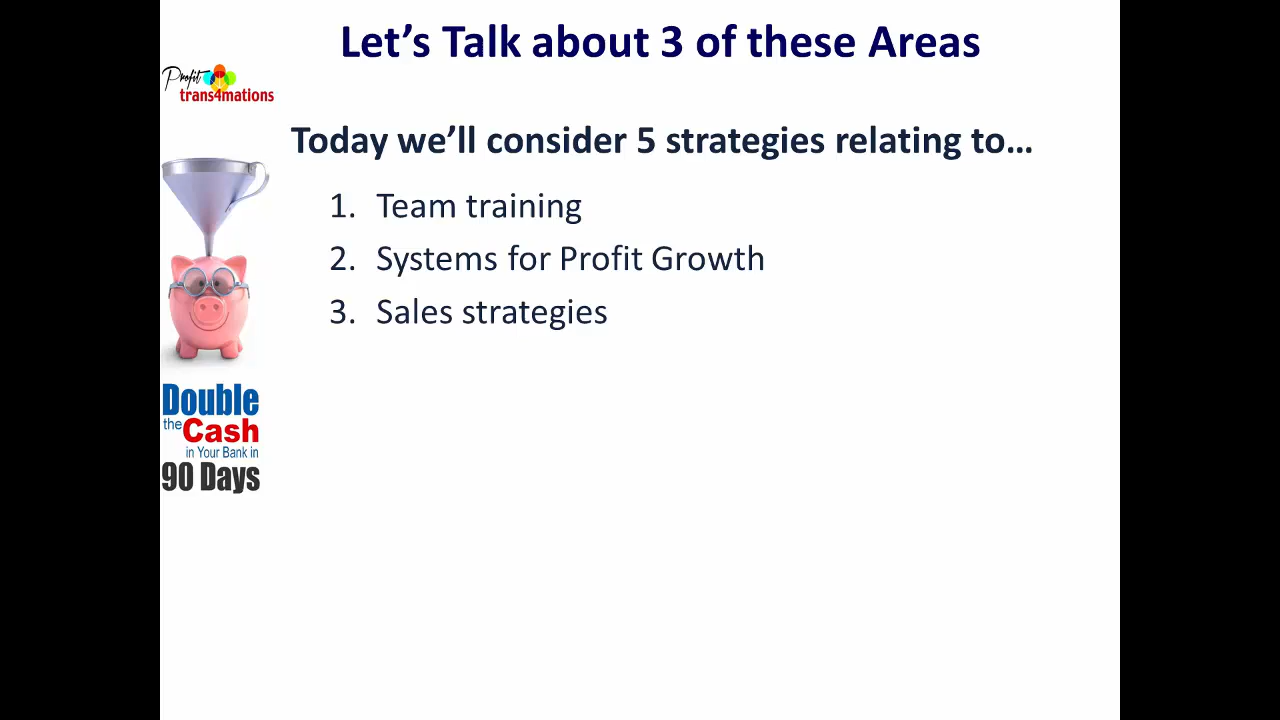 Let's Talk about 3 of these Areas
Profit
trans4mations
Today we'll consider 5 strategies relating to...
1. Team training
2. Systems for Profit Growth
3. Sales strategies
Double
the Cash
in Your Bank in
90 Days